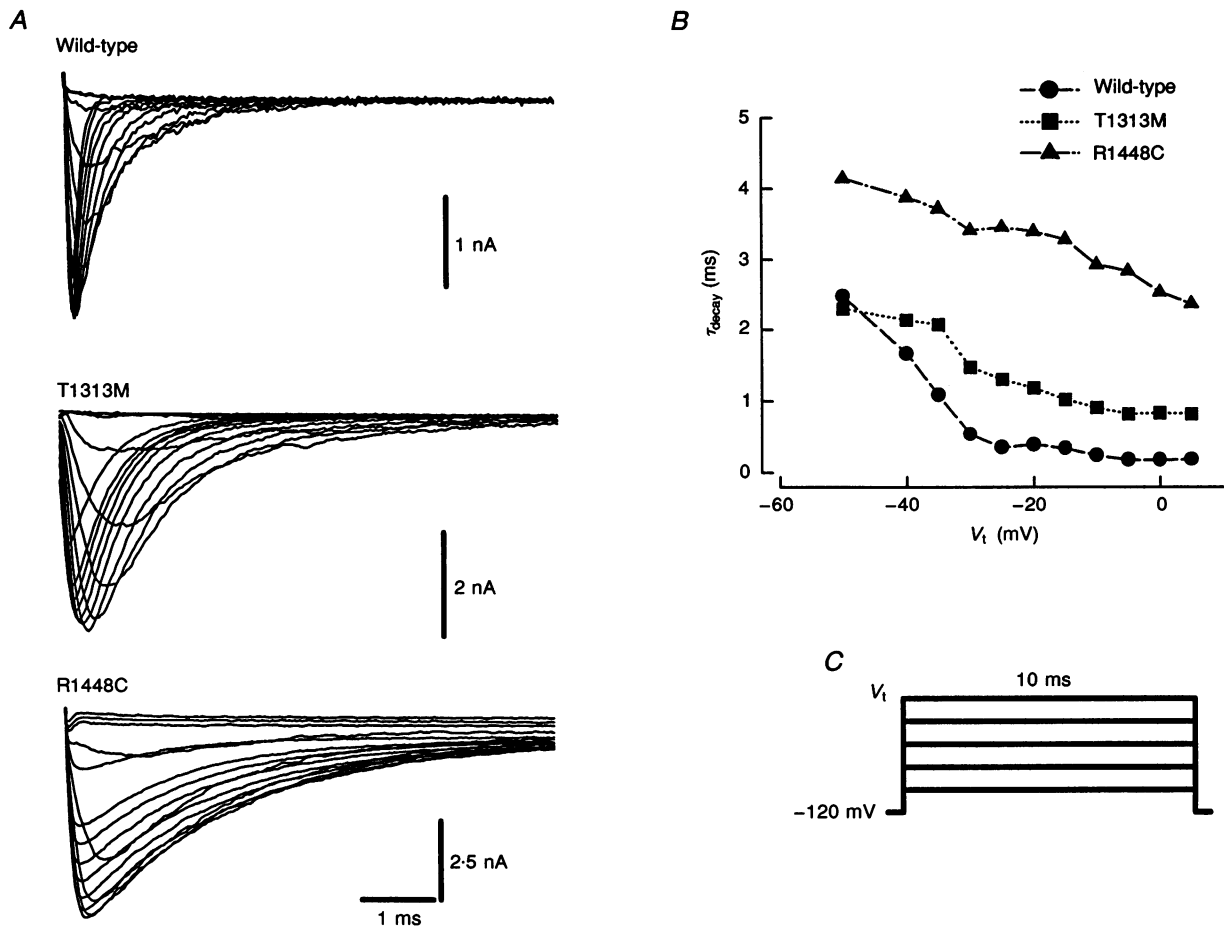 A
Wild-type
1 nA
T1313M
2 nA
R1448C
2·5 nA
1 ms
B
Wild-type
T1313M
R1448C
5
4
3
2
1
0
τdecay (ms)
−60
−40
−20
0
Vt (mV)
C
Vt
10 ms
−120 mV